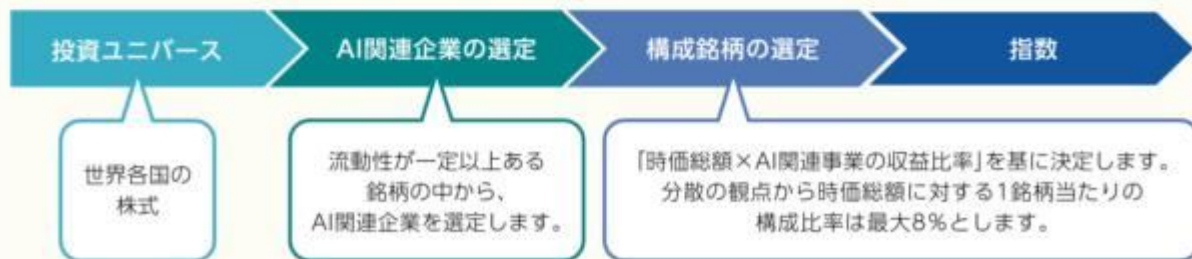 投資ユニバース
AI関連企業の選定
構成銘柄の選定
指数
世界各国の
株式
流動性が一定以上ある
銘柄の中から、
AI関連企業を選定します。
「時価総額×AI関連事業の収益比率」を基に決定します。
分散の観点から時価総額に対する1銘柄当たりの
構成比率は最大8%とします。